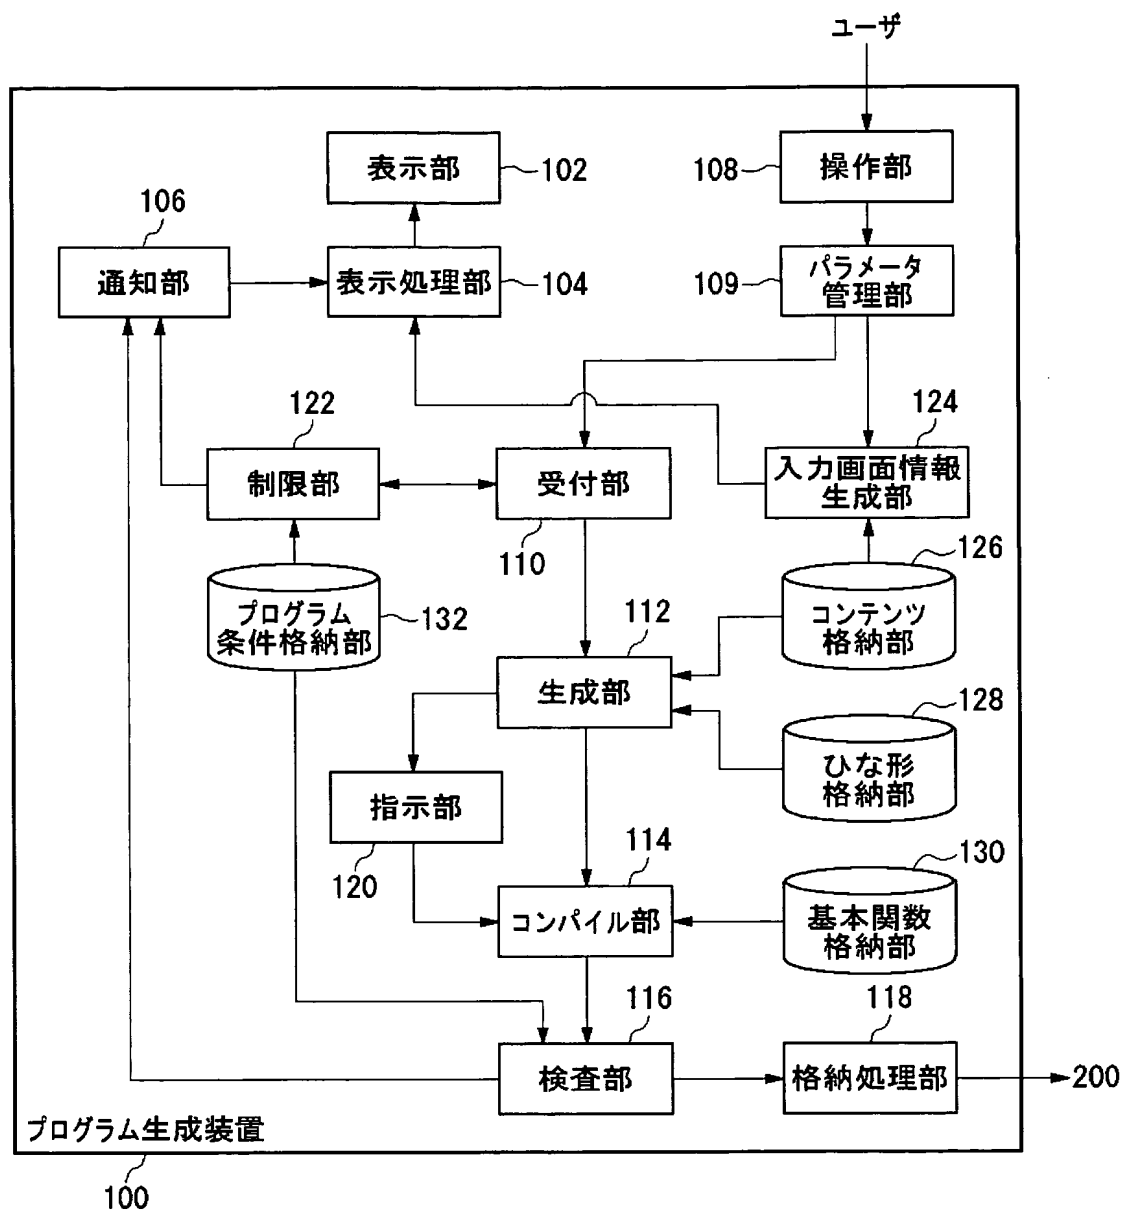 ユーザ
表示部
102
108
操作部
106
通知部
表示処理部
104
109
パラメータ
管理部
122
制限部
受付部
110
124
入力画面情報
生成部
プログラム
条件格納部
132
112
生成部
126
コンテンツ
格納部
128
ひな形
格納部
指示部
120
114
コンパイル部
130
基本関数
格納部
116
検査部
118
格納処理部
200
プログラム生成装置
100